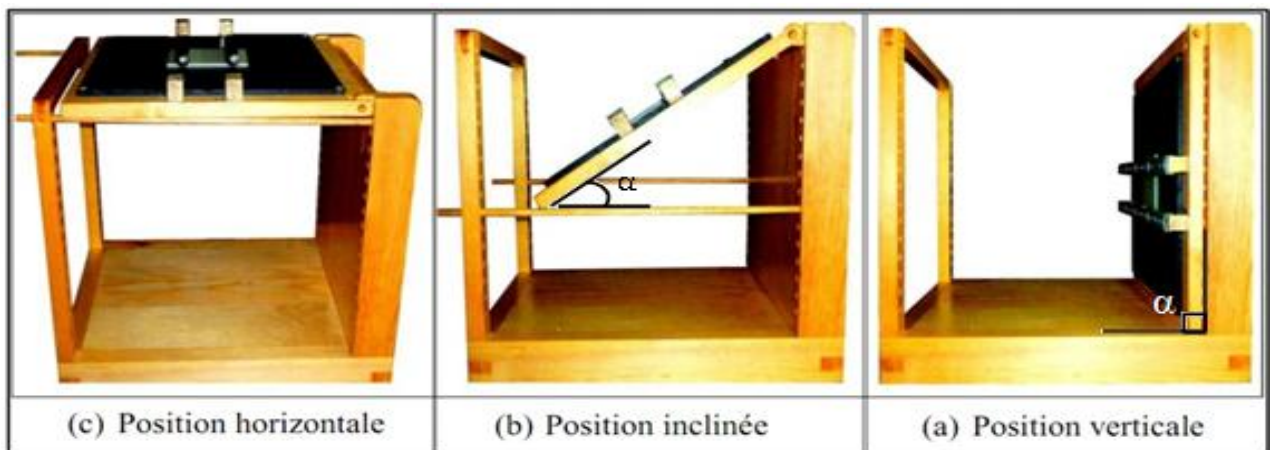 α
α
(c) Position horizontale
(b) Position inclinée
(a) Position verticale